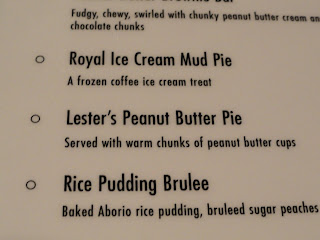 Fudgy, chewy, swirled with chunky peanut butter cream an
chocolate chunks
Royal Ice Cream Mud Pie
A frozen coffee ice cream treat
Lester's Peanut Butter Pie
Served with warm chunks of peanut butter cups
Rice Pudding Brulee
Baked Aborio rice pudding, bruleed sugar peaches